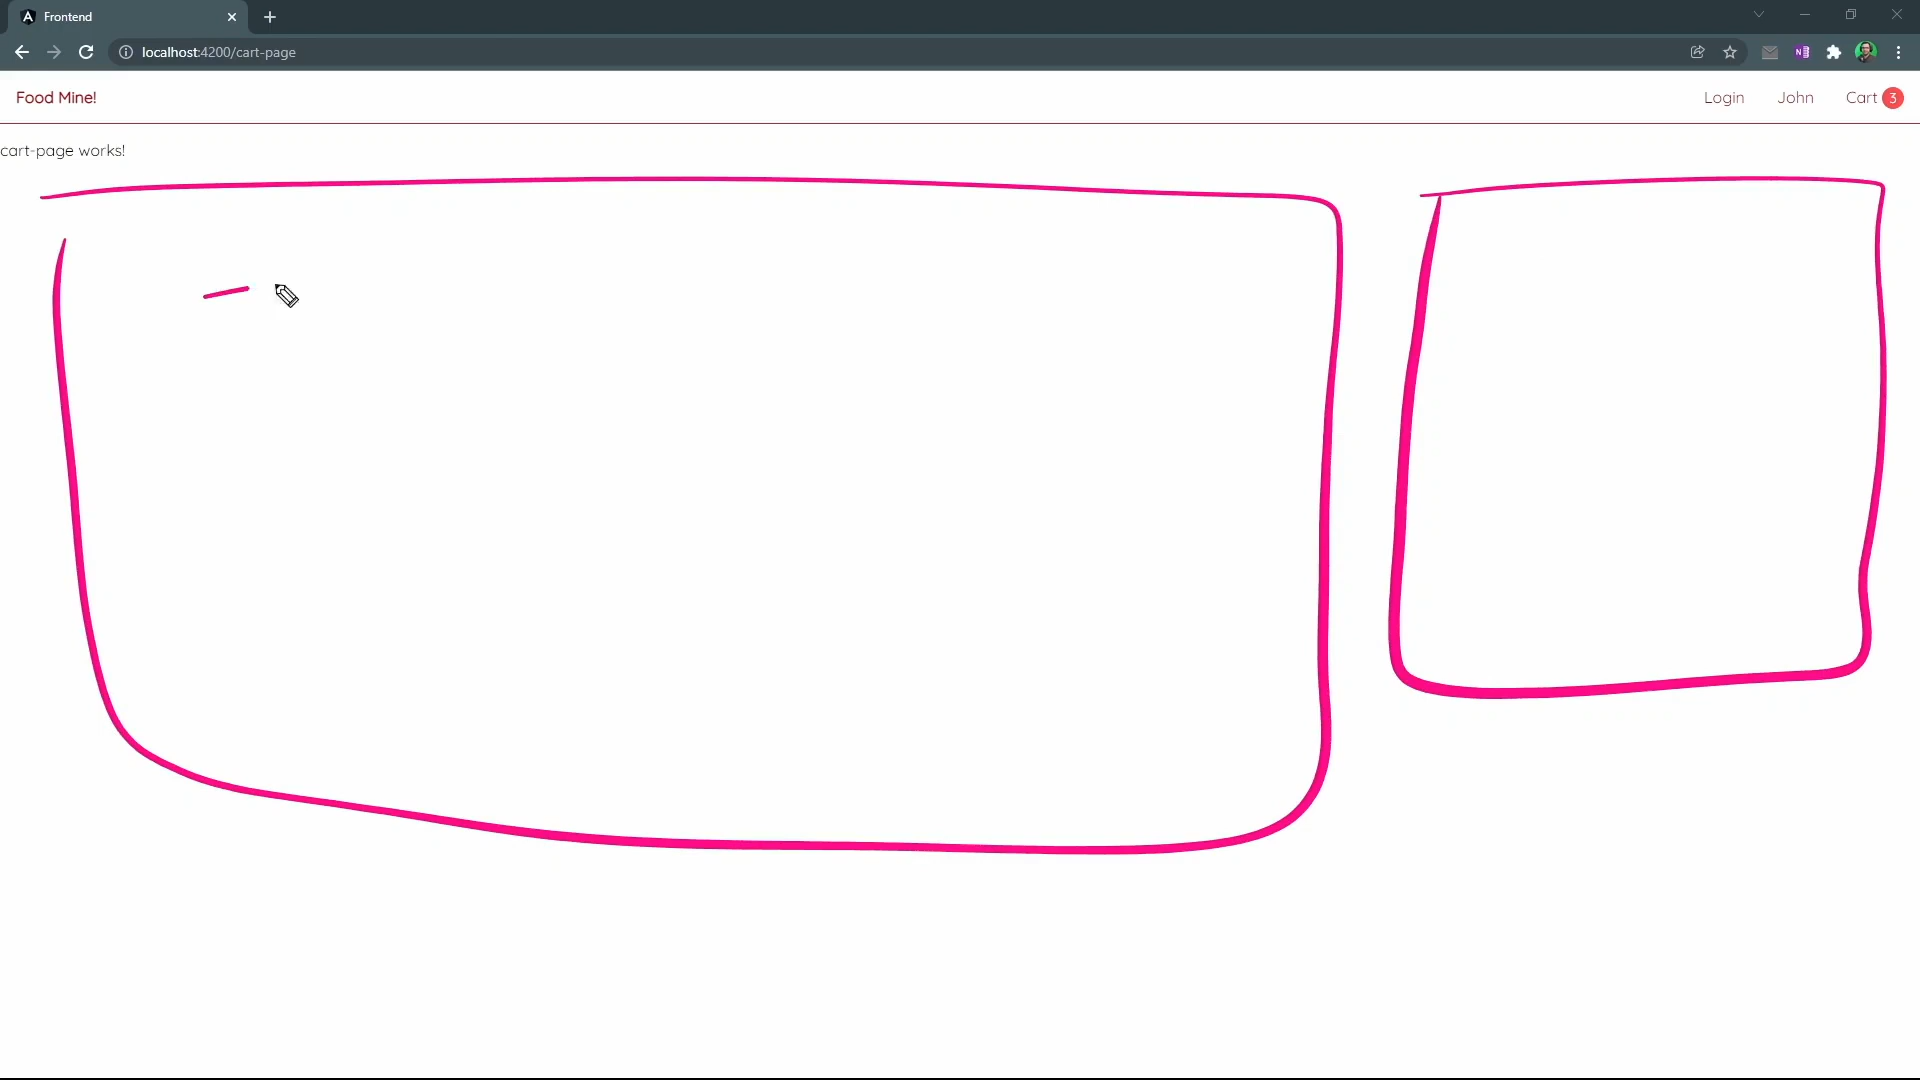 Frontend
localhost:4200/cart-page
Food Mine!
Login John Cart 3
cart-page works!